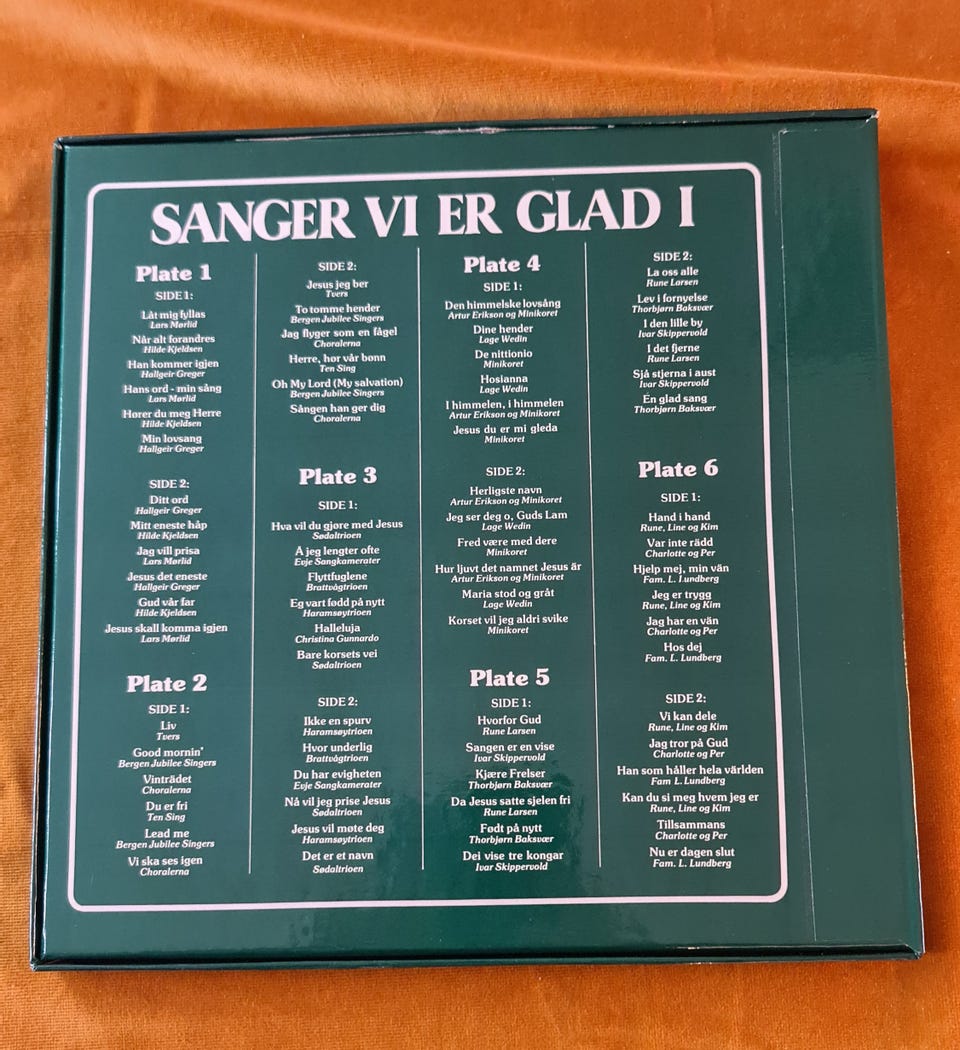 SANGER VI ER GLAD I
Plate 1
SIDE 1:
Låt mig fyllas
Lars Mørlid
Når alt forandres
Hilde Kjeldsen
Han kommer igjen
Hallgeir Greger
Hans ord - min sång
Lars Mørlid
Hører du meg Herre
Hilde Kjeldsen
Min lovsang
Hallgeir Greger
SIDE 2:
Ditt ord
Hallgeir Greger
Mitt eneste håp
Hilde Kjeldsen
Jag vill prisa
Lars Mørlid
Jesus det eneste
Hallgeir Greger
Gud vår far
Hilde Kjeldsen
Jesus skall komma igjen
Lars Mørlid
Plate 2
SIDE 1:
Liv
Tvers
Good mornin'
Bergen Jubilee Singers
Vinträdet
Choralerna
Du er fri
Ten Sing
Lead me
Bergen Jubilee Singers
Vi ska ses igen
Choralerna
SIDE 2:
Jesus jeg ber
Tvers
To tomme hender
Bergen Jubilee Singers
Jag flyger som en fågel
Choralerna
Herre, hør vår bønn
Ten Sing
Oh My Lord (My salvation)
Bergen Jubilee Singers
Sången han ger dig
Choralerna
Plate 3
SIDE 1:
Hva vil du gjøre med Jesus
Sødaltrioen
Å jeg lengter ofte
Evje Sangkamerater
Flyttfuglene
Brattvågtrioen
Eg vart fødd på nytt
Haramsøytrioen
Halleluja
Christina Gunnardo
Bare korsets vei
Sødaltrioen
SIDE 2:
Ikke en spurv
Haramsøytrioen
Hvor underlig
Brattvågtrioen
Du har evigheten
Evje Sangkamerater
Nå vil jeg prise Jesus
Sødaltrioen
Jesus vil møte deg
Haramsøytrioen
Det er et navn
Sødaltrioen
Plate 4
SIDE 1:
Den himmelske lovsång
Artur Erikson og Minikoret
Dine hender
Lage Wedin
De nittionio
Minikoret
Hosianna
Lage Wedin
I himmelen, i himmelen
Artur Erikson og Minikoret
Jesus du er mi gleda
Minikoret
SIDE 2:
Herligste navn
Artur Erikson og Minikoret
Jeg ser deg o, Guds Lam
Lage Wedin
Fred være med dere
Minikoret
Hur ljuvt det namnet Jesus är
Artur Erikson og Minikoret
Maria stod og gråt
Lage Wedin
Korset vil jeg aldri svike
Minikoret
Plate 5
SIDE 1:
Hvorfor Gud
Rune Larsen
Sangen er en vise
Ivar Skippervold
Kjære Frelser
Thorbjørn Baksvær
Da Jesus satte sjelen fri
Rune Larsen
Født på nytt
Thorbjørn Baksvær
Dei vise tre kongar
Ivar Skippervold
SIDE 2:
La oss alle
Rune Larsen
Lev i fornyelse
Thorbjørn Baksvær
I den lille by
Ivar Skippervold
I det fjerne
Rune Larsen
Sjå stjerna i aust
Ivar Skippervold
En glad sang
Thorbjørn Baksvær
Plate 6
SIDE 1:
Hand i hand
Rune, Line og Kim
Var inte rädd
Charlotte og Per
Hjelp mej, min vän
Fam. L. Lundberg
Jeg er trygg
Rune, Line og Kim
Jag har en vän
Charlotte og Per
Hos dej
Fam. L. Lundberg
SIDE 2:
Vi kan dele
Rune, Line og Kim
Jag tror på Gud
Charlotte og Per
Han som håller hela världen
Fam L. Lundberg
Kan du si meg hvem jeg er
Rune, Line og Kim
Tillsammans
Charlotte og Per
Nu er dagen slut
Fam. L. Lundberg